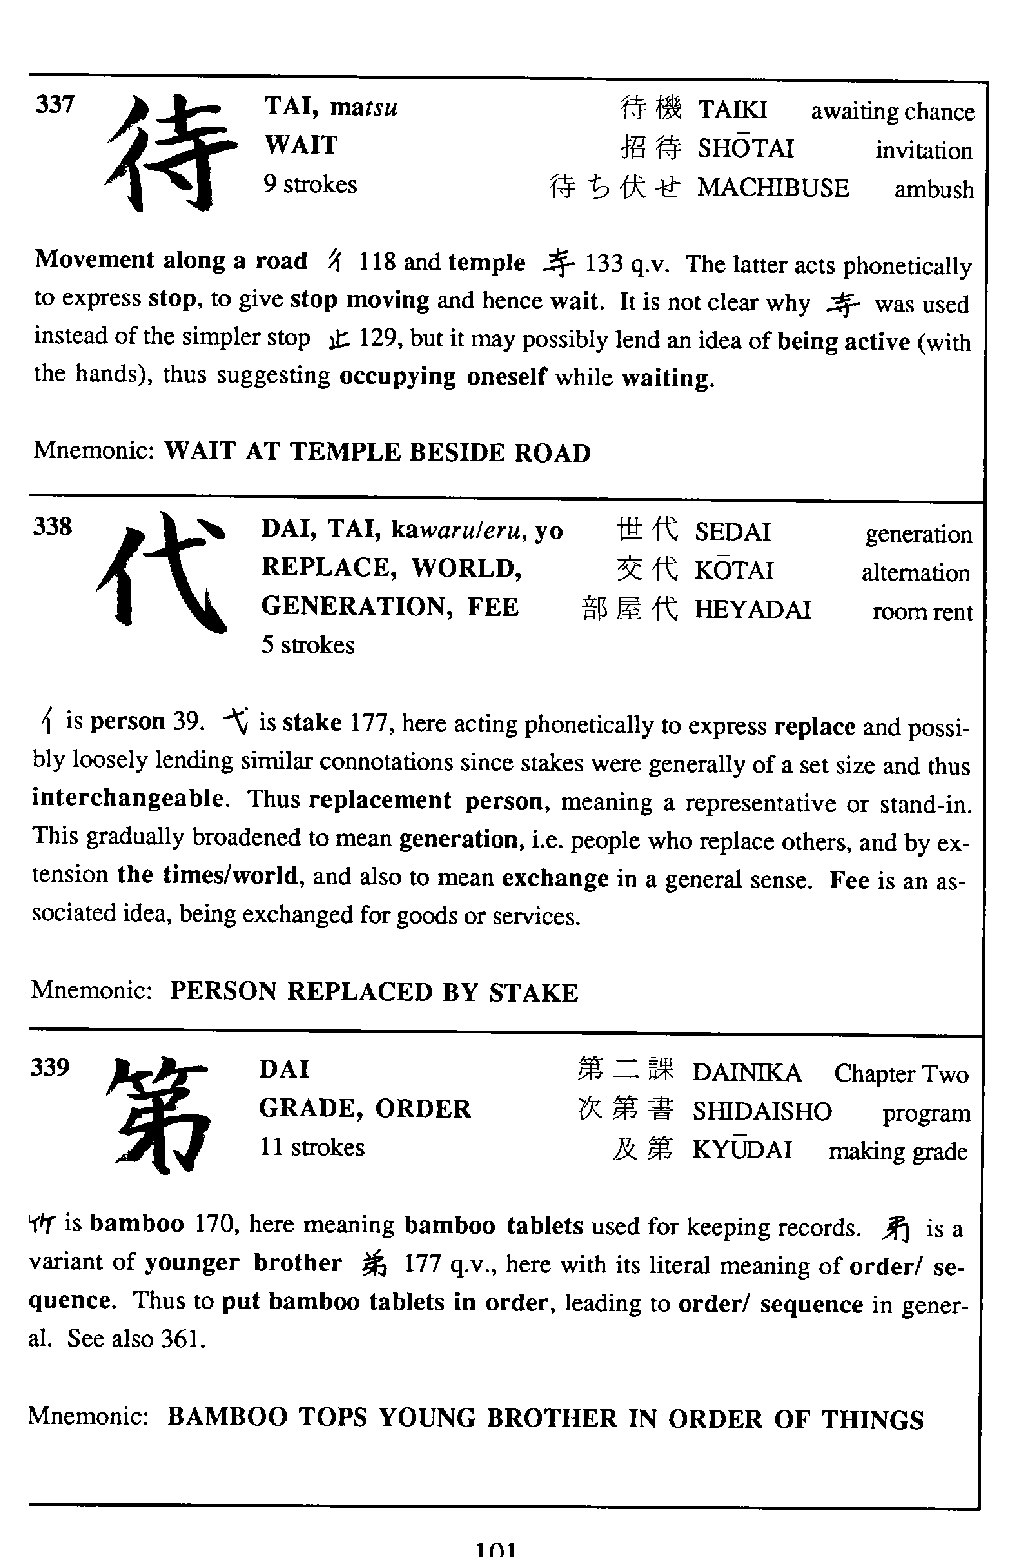 337 待 TAI, matsu 待機 TAIKI awaiting chance
WAIT 招待 SHŌTAI invitation
9 strokes 待ち伏せ MACHIBUSE ambush
Movement along a road 彳 118 and temple 寺 133 q.v. The latter acts phonetically
to express stop, to give stop moving and hence wait. It is not clear why 寺 was used
instead of the simpler stop 止 129, but it may possibly lend an idea of being active (with
the hands), thus suggesting occupying oneself while waiting.
Mnemonic: WAIT AT TEMPLE BESIDE ROAD
338 代 DAI, TAI, kawaru/eru, yo 世代 SEDAI generation
REPLACE, WORLD, 交代 KŌTAI alternation
GENERATION, FEE 部屋代 HEYADAI room rent
5 strokes
亻 is person 39. 弋 is stake 177, here acting phonetically to express replace and possi-
bly loosely lending similar connotations since stakes were generally of a set size and thus
interchangeable. Thus replacement person, meaning a representative or stand-in.
This gradually broadened to mean generation, i.e. people who replace others, and by ex-
tension the times/world, and also to mean exchange in a general sense. Fee is an as-
sociated idea, being exchanged for goods or services.
Mnemonic: PERSON REPLACED BY STAKE
339 第 DAI 第二課 DAINIKA Chapter Two
GRADE, ORDER 次第書 SHIDAISHO program
11 strokes 及第 KYŪDAI making grade
竹 is bamboo 170, here meaning bamboo tablets used for keeping records. is a
variant of younger brother 弟 177 q.v., here with its literal meaning of order/ se-
quence. Thus to put bamboo tablets in order, leading to order/ sequence in gener-
al. See also 361.
Mnemonic: BAMBOO TOPS YOUNG BROTHER IN ORDER OF THINGS
101